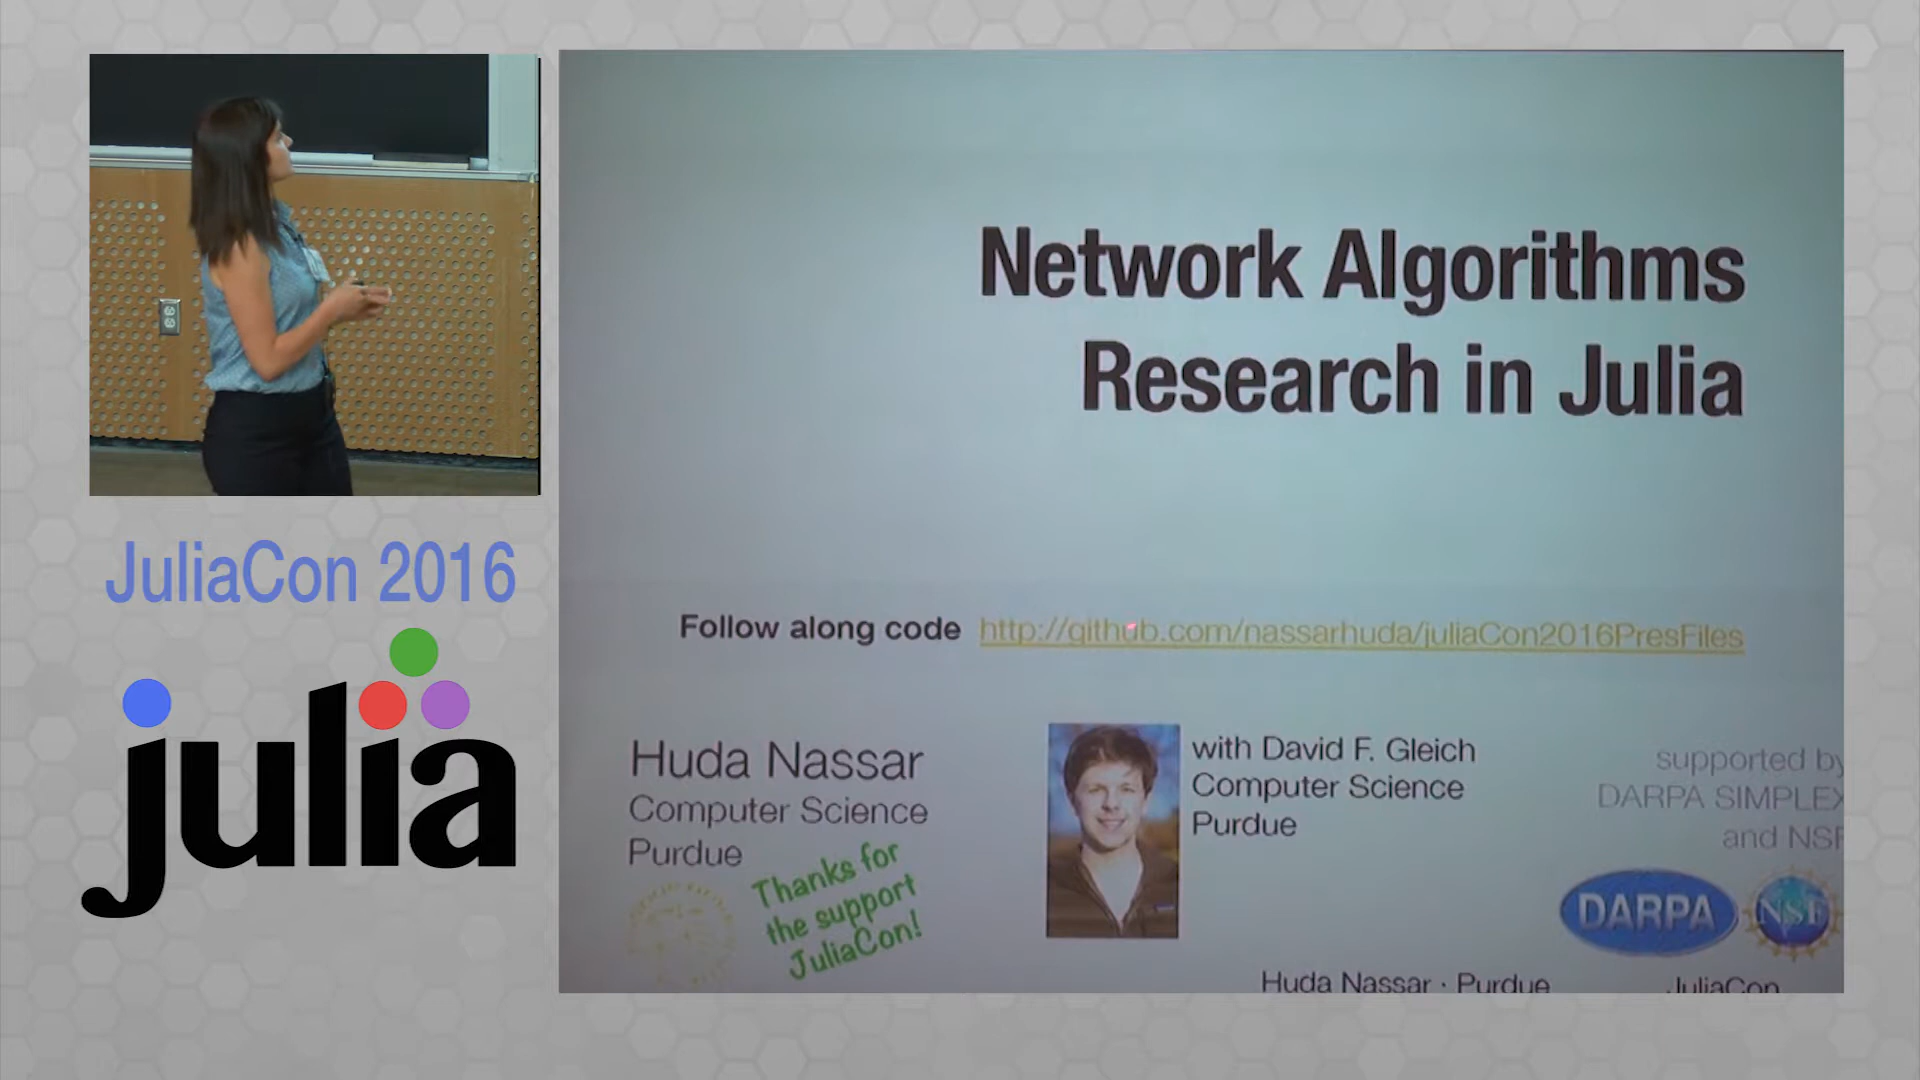 Network Algorithms
Research in Julia
Follow along code http://github.com/nassarhuda/juliaCon2016PresFiles
Huda Nassar
Computer Science
Purdue
Thanks for
the support
JuliaCon!
with David F. Gleich
Computer Science
Purdue
supported by
DARPA SIMPLEX
and NSF
DARPA
NSF
Huda Nassar · Purdue
JuliaCon
JuliaCon 2016
julia